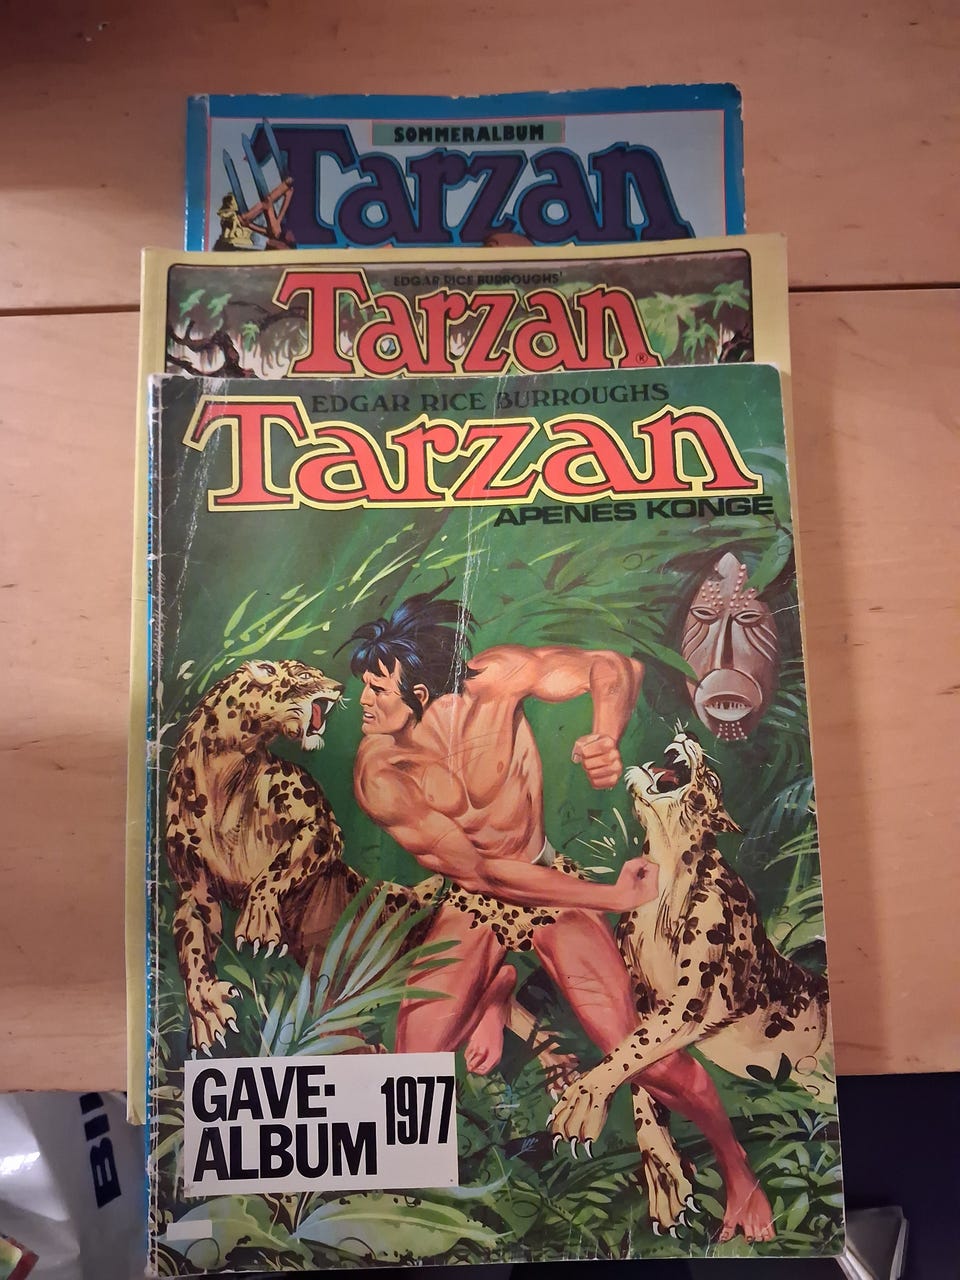 SOMMERALBUM
Tarzan
EDGAR RICE BURROUGHS'
Tarzan®
EDGAR RICE BURROUGHS
Tarzan
APENES KONGE
GAVE-
ALBUM 1977